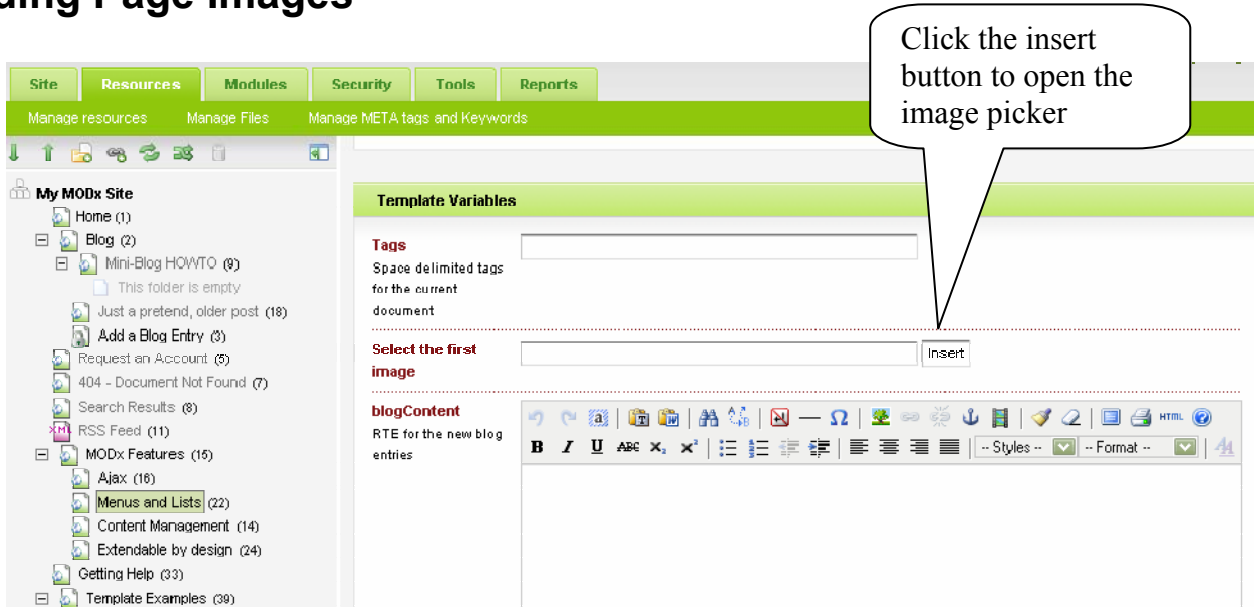 ding Page Images
Click the insert
button to open the
image picker
Site Resources Modules Security Tools Reports
Manage resources Manage Files Manage META tags and Keywords
My MODx Site
Home (1)
Blog (2)
Mini-Blog HOWTO (9)
This folder is empty
Just a pretend, older post (18)
Add a Blog Entry (3)
Request an Account (5)
404 - Document Not Found (7)
Search Results (8)
XML RSS Feed (11)
MODx Features (15)
Ajax (16)
Menus and Lists (22)
Content Management (14)
Extendable by design (24)
Getting Help (33)
Template Examples (39)
Template Variables
Tags
Space delimited tags
for the current
document
Select the first
image
Insert
blogContent
RTE for the new blog
entries
HTML
B I U ABC X₂ X² -- Styles -- -- Format --